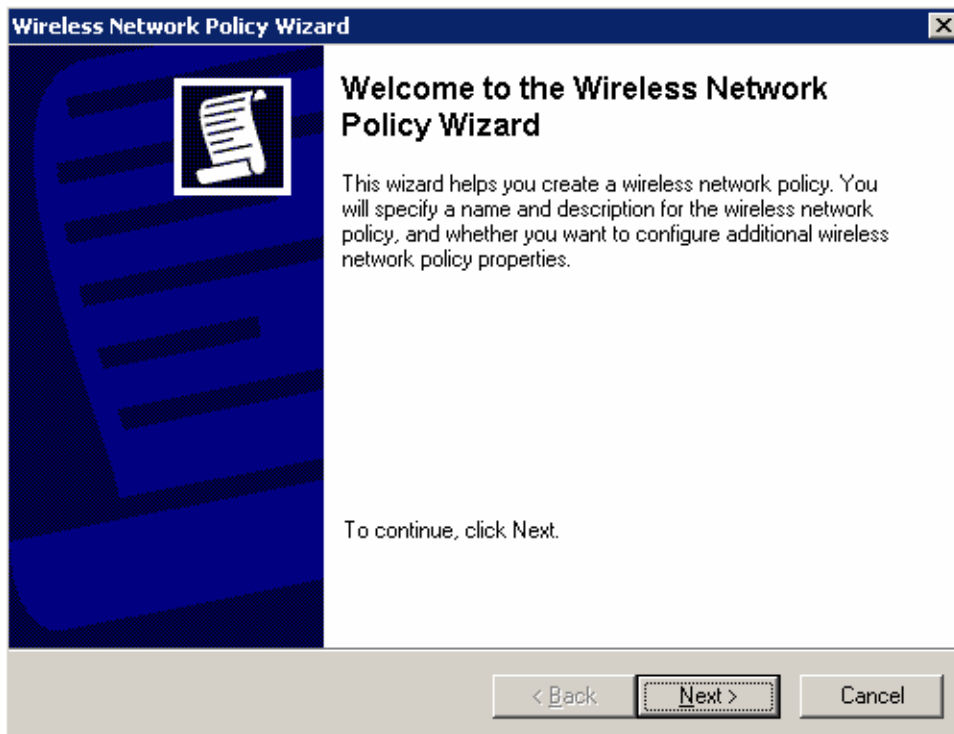 Wireless Network Policy Wizard
Welcome to the Wireless Network
Policy Wizard
This wizard helps you create a wireless network policy. You
will specify a name and description for the wireless network
policy, and whether you want to configure additional wireless
network policy properties.
To continue, click Next.
< Back
Next >
Cancel